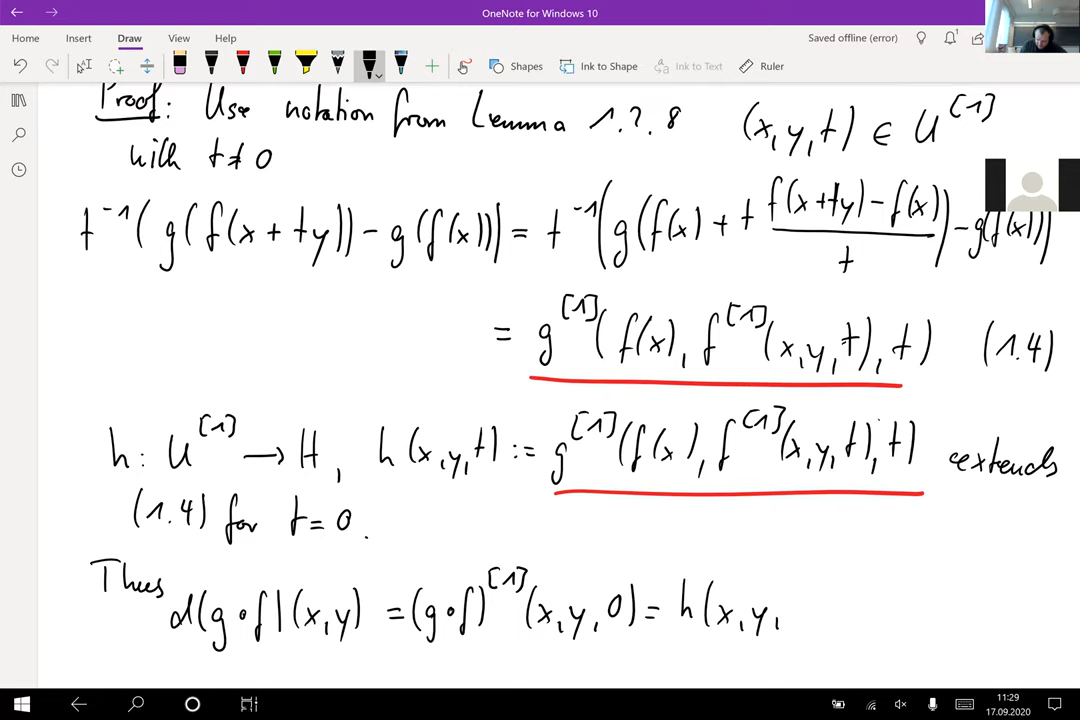 OneNote for Windows 10
Home Insert Draw View Help Saved offline (error)
Shapes Ink to Shape Ink to Text Ruler
Proof: Use notation from Lemma 1.2.8 (x,y,t) ∈ U^[1]
with t≠0
t^-1(g(f(x+ty))-g(f(x))) = t^-1(g(f(x)+t (f(x+ty)-f(x))/t)-g(f(x)))
= g^[1](f(x), f^[1](x,y,t), t) (1.4)
h: U^[1] → H, h(x,y,t) := g^[1](f(x), f^[1](x,y,t), t) extends
(1.4) for t=0.
Thus
d(g∘f)(x,y) = (g∘f)^[1](x,y,0) = h(x,y,
11:29
17.09.2020